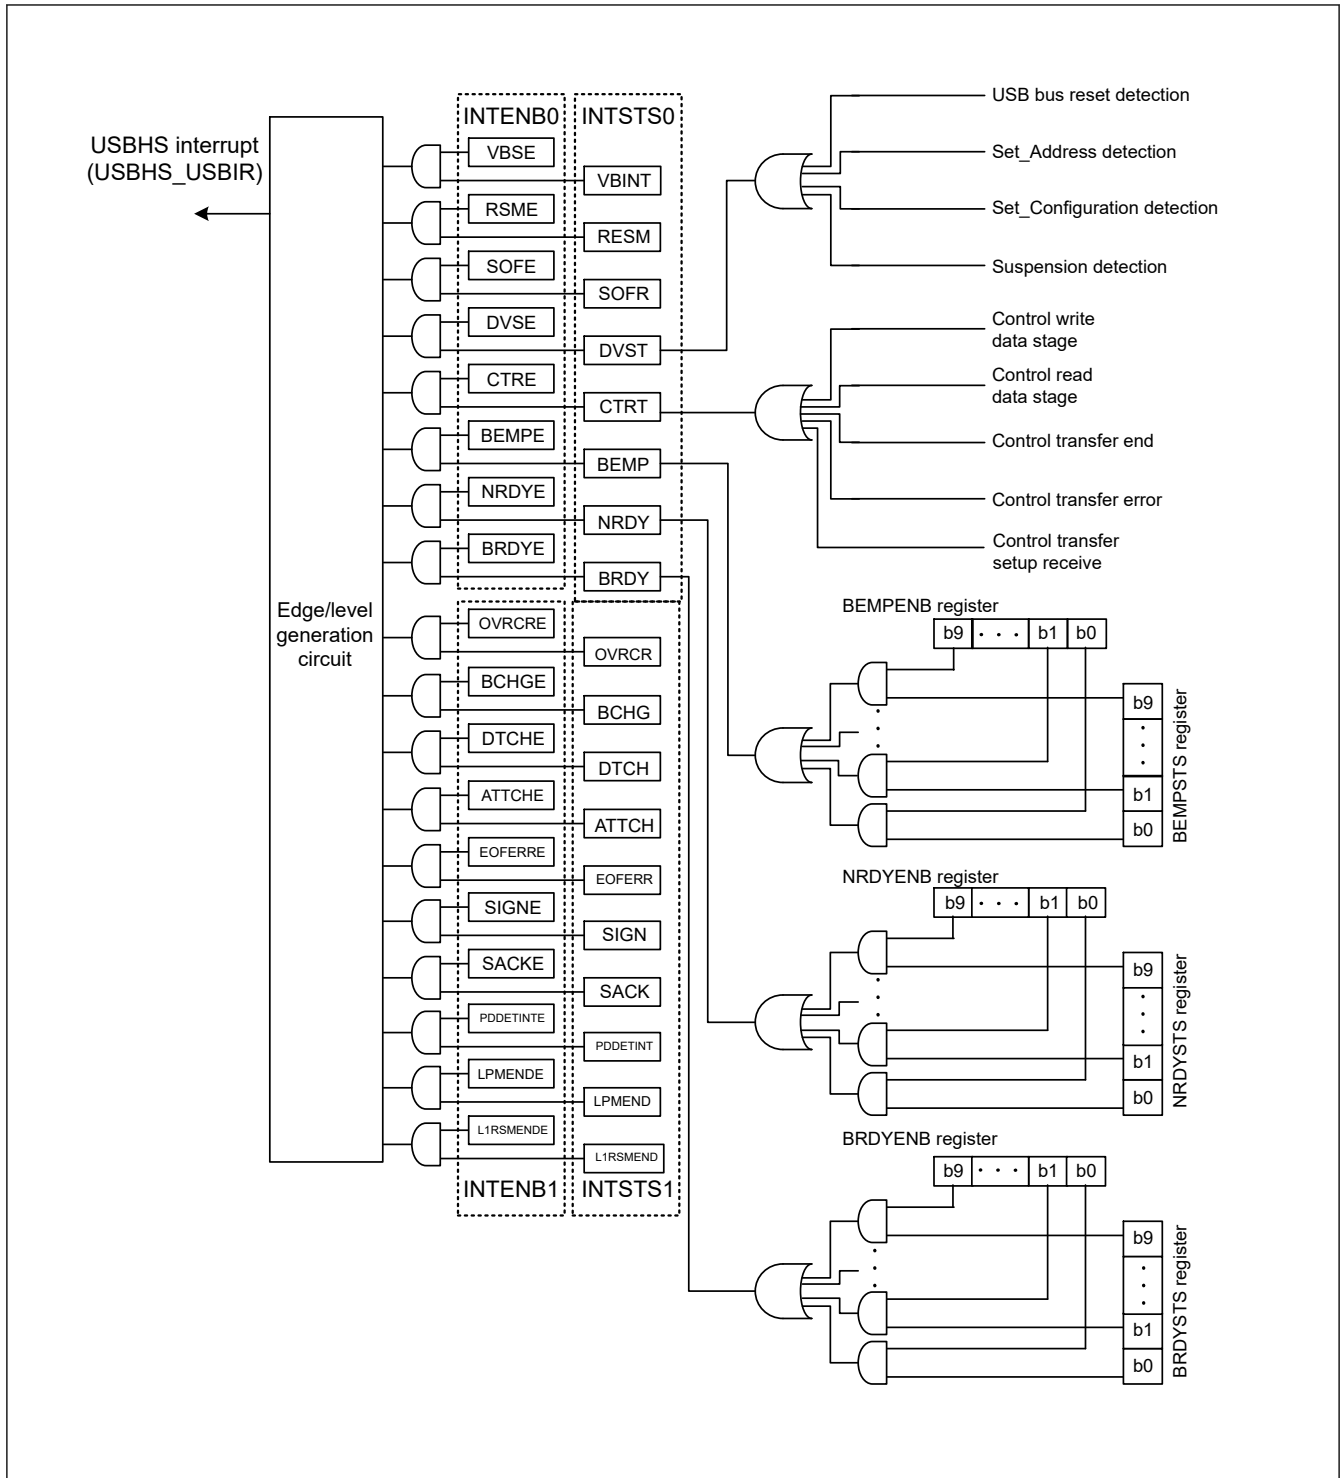 USBHS interrupt
(USBHS_USBIR)
Edge/level
generation
circuit
INTENB0
INTSTS0
VBSE
VBINT
RSME
RESM
SOFE
SOFR
DVSE
DVST
CTRE
CTRT
BEMPE
BEMP
NRDYE
NRDY
BRDYE
BRDY
OVRCRE
OVRCR
BCHGE
BCHG
DTCHE
DTCH
ATTCHE
ATTCH
EOFERRE
EOFERR
SIGNE
SIGN
SACKE
SACK
PDDETINTE
PDDETINT
LPMENDE
LPMEND
L1RSMENDE
L1RSMEND
INTENB1
INTSTS1
USB bus reset detection
Set_Address detection
Set_Configuration detection
Suspension detection
Control write
data stage
Control read
data stage
Control transfer end
Control transfer error
Control transfer
setup receive
BEMPENB register
b9 · · · b1 b0
b9
·
·
·
b1
b0
BEMPSTS register
NRDYENB register
b9 · · · b1 b0
b9
·
·
·
b1
b0
NRDYSTS register
BRDYENB register
b9 · · · b1 b0
b9
·
·
·
b1
b0
BRDYSTS register